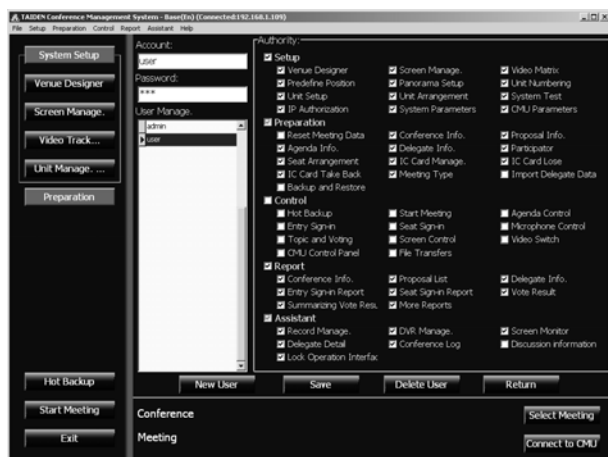 TAIDEN Conference Management System - Base(En) (Connected:192.168.1.109)
File Setup Preparation Control Report Assistant Help
System Setup
Venue Designer
Screen Manage.
Video Track...
Unit Manage. ...
Preparation
Hot Backup
Start Meeting
Exit
Account:
user
Password:
***
User Manage.
admin
user
Authority:
Setup
Venue Designer Screen Manage. Video Matrix
Predefine Position Panorama Setup Unit Numbering
Unit Setup Unit Arrangement System Test
IP Authorization System Parameters CMU Parameters
Preparation
Reset Meeting Data Conference Info. Proposal Info.
Agenda Info. Delegate Info. Participator
Seat Arrangement IC Card Manage. IC Card Lose
IC Card Take Back Meeting Type Import Delegate Data
Backup and Restore
Control
Hot Backup Start Meeting Agenda Control
Entry Sign-in Seat Sign-in Microphone Control
Topic and Voting Screen Control Video Switch
CMU Control Panel File Transfers
Report
Conference Info. Proposal List Delegate Info.
Entry Sign-in Report Seat Sign-in Report Vote Result
Summarizing Vote Resu. More Reports
Assistant
Record Manage. DVR Manage. Screen Monitor
Delegate Detail Conference Log Discussion information
Lock Operation Interfac
New User Save Delete User Return
Conference
Meeting
Select Meeting
Connect to CMU